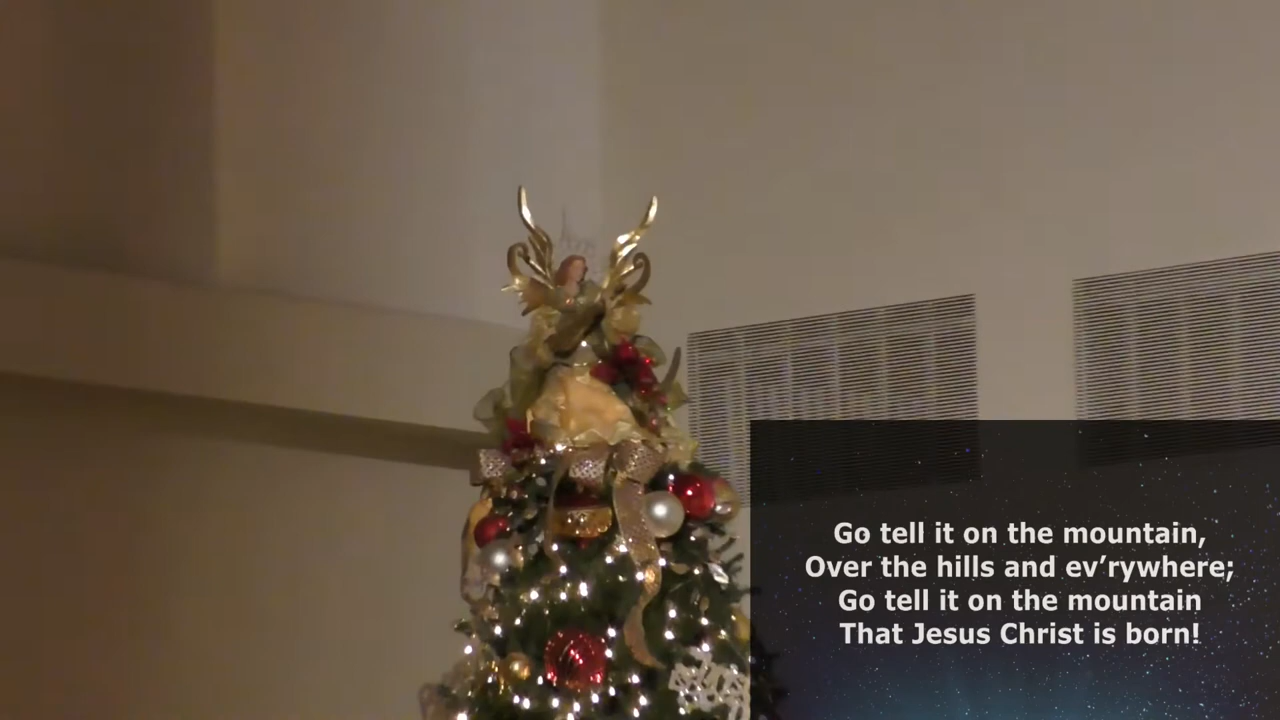 Go tell it on the mountain,
Over the hills and ev’rywhere;
Go tell it on the mountain
That Jesus Christ is born!